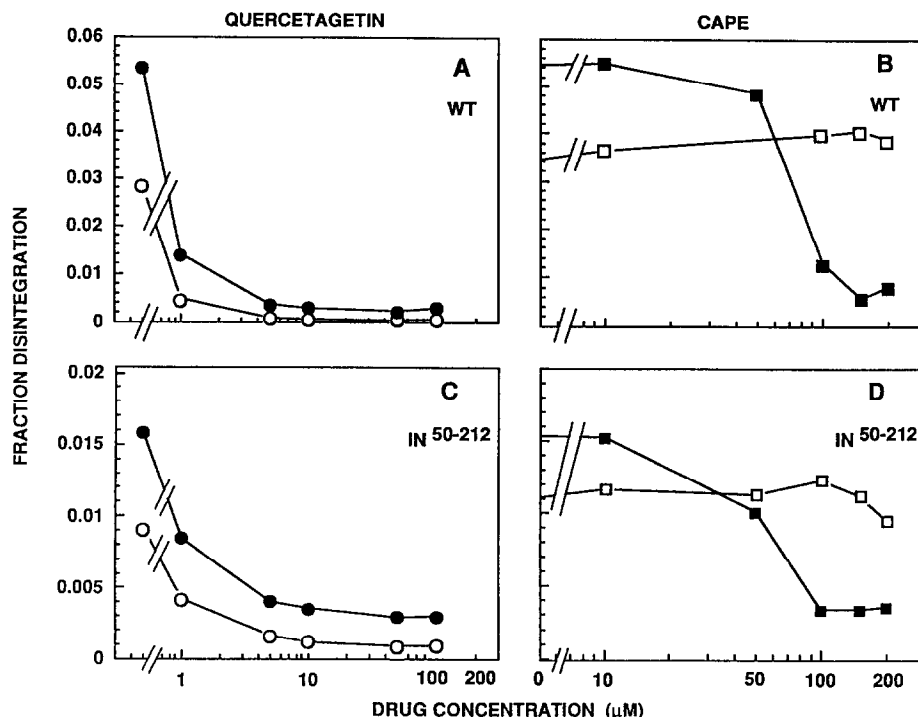 QUERCETAGETIN
CAPE
0.06
0.05
0.04
0.03
0.02
0.01
0
A
WT
B
WT
FRACTION DISINTEGRATION
0.02
0.015
0.01
0.005
0
C
IN 50-212
D
IN 50-212
1 10 100 200
0 10 50 100 200
DRUG CONCENTRATION (μM)